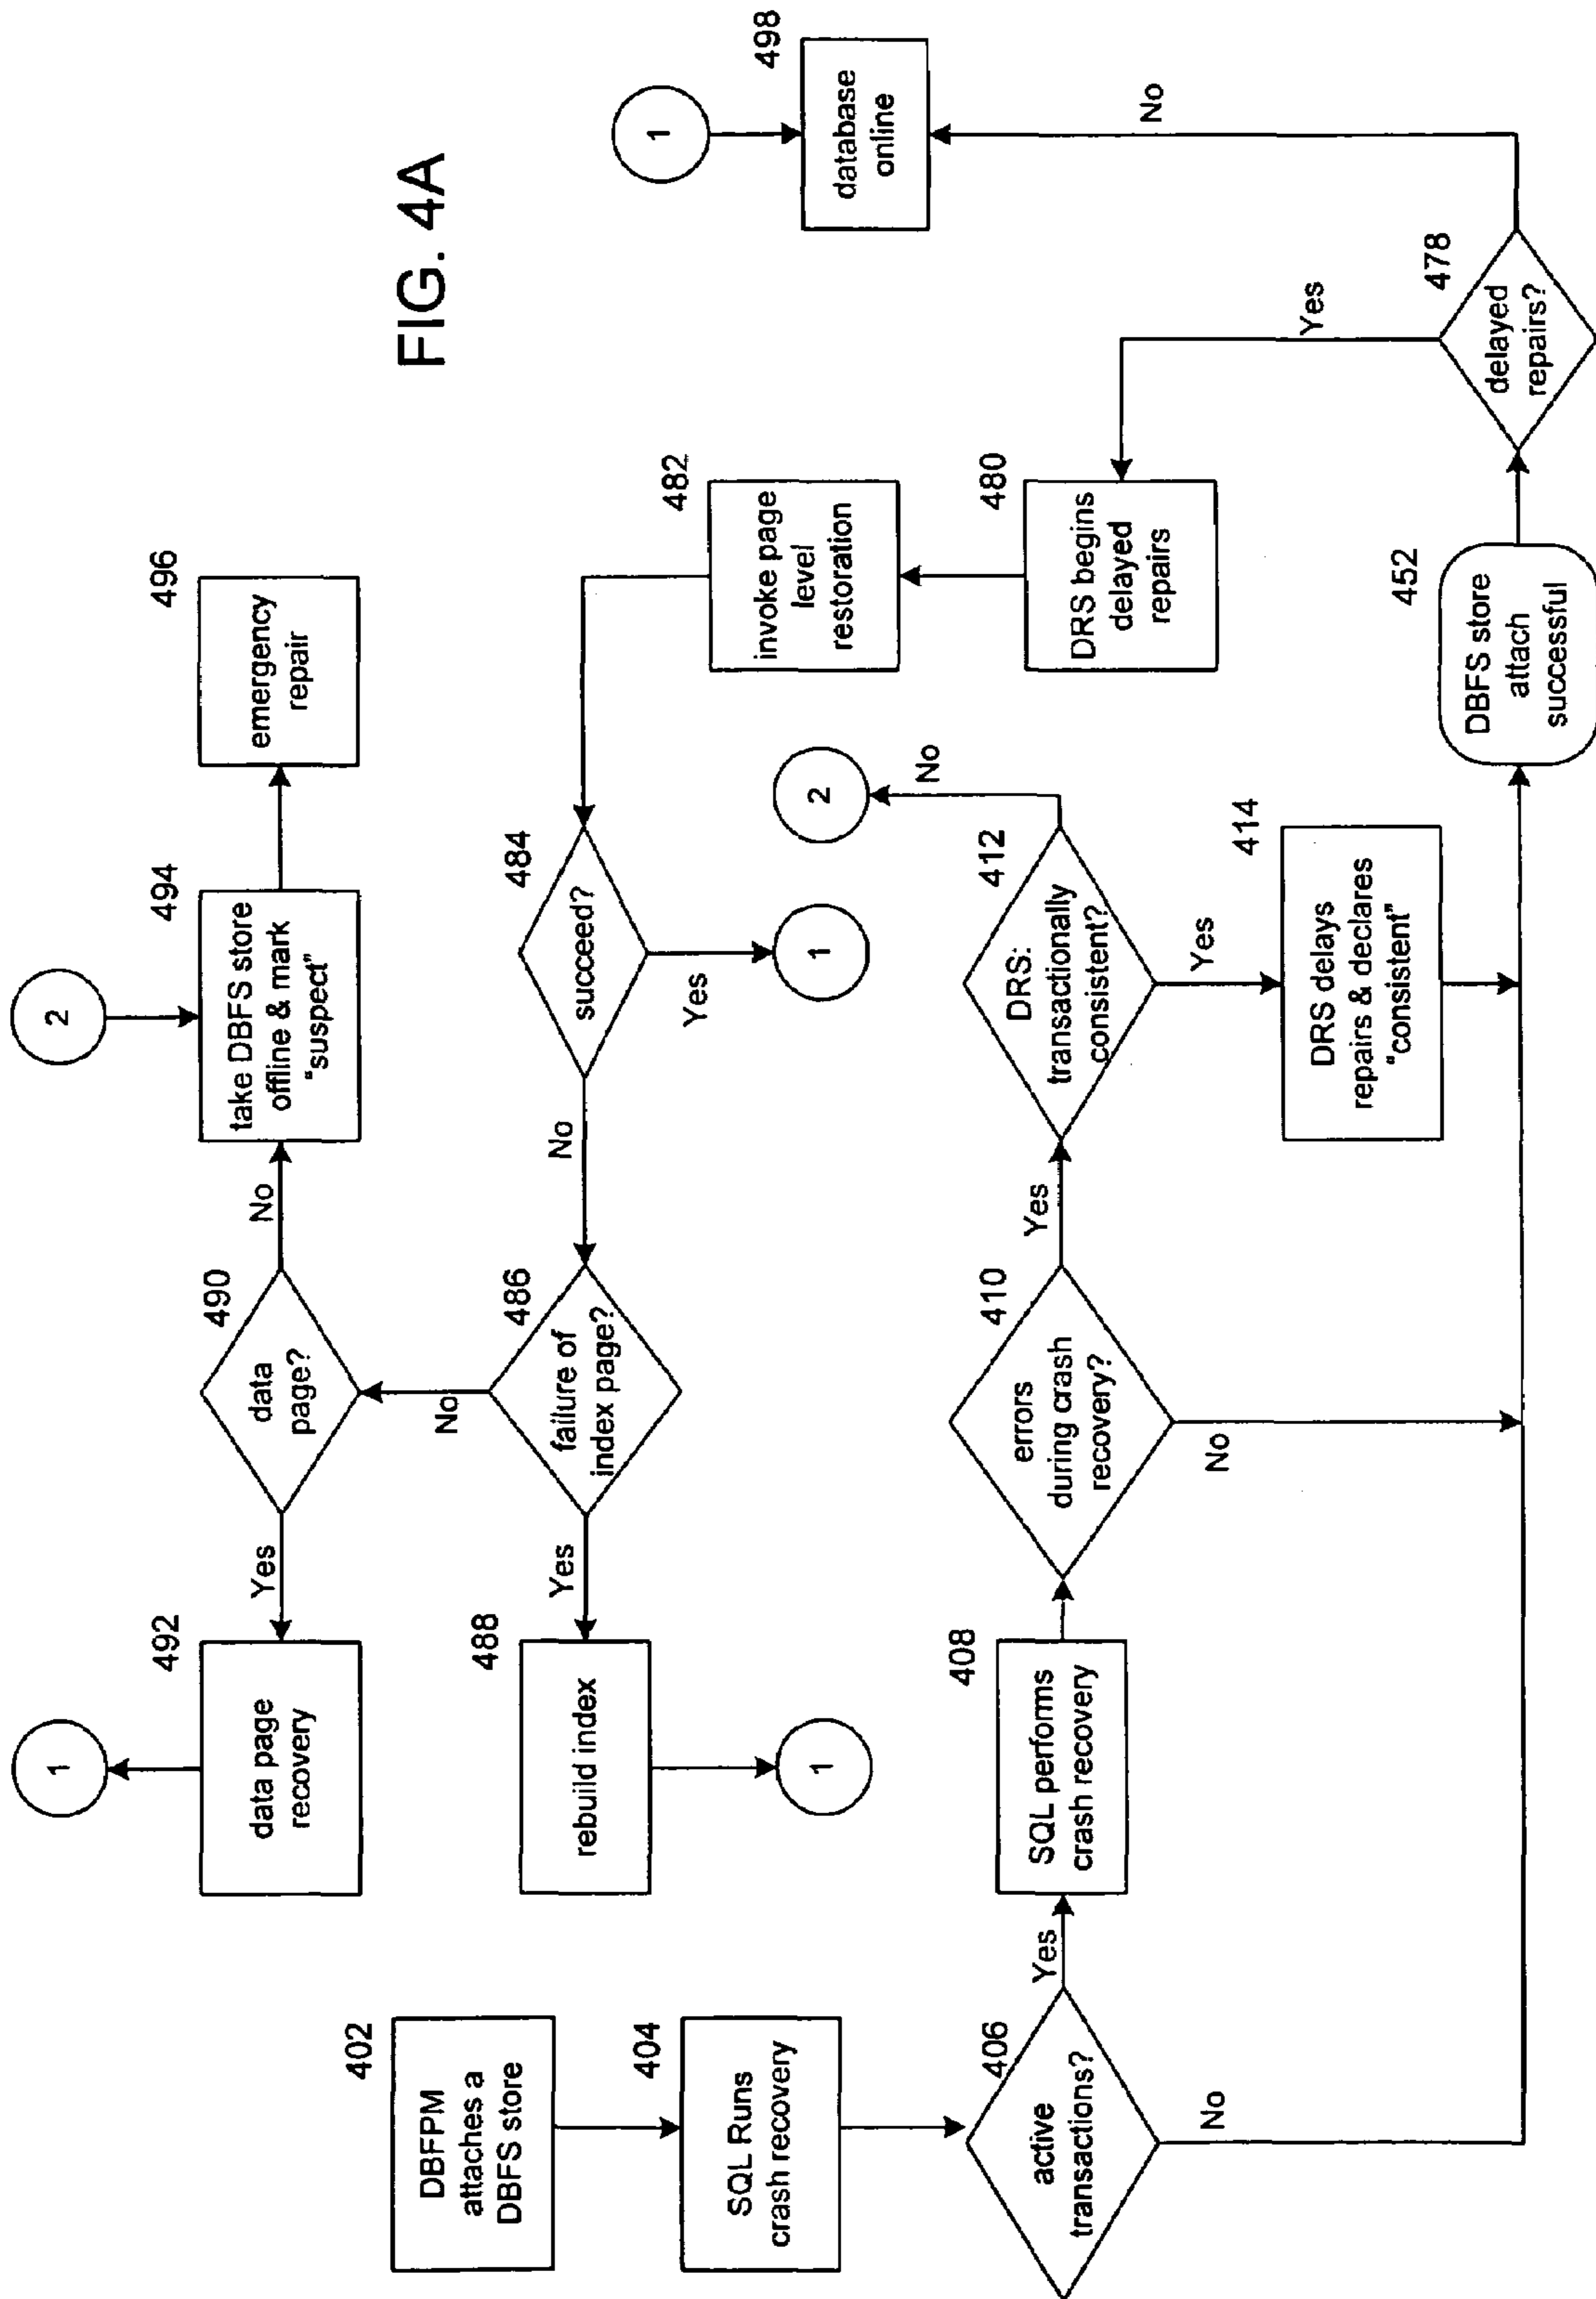 FIG. 4A
1
492
data page
recovery
Yes
490
data
page?
No
2
494
take DBFS store
offline & mark
"suspect"
496
emergency
repair
488
rebuild index
1
Yes
486
failure of
index page?
No
No
484
succeed?
Yes
1
482
invoke page
level
restoration
480
DRS begins
delayed
repairs
1
498
database
online
402
DBFPM
attaches a
DBFS store
404
SQL Runs
crash recovery
406
active
transactions?
Yes
No
408
SQL performs
crash recovery
410
errors
during crash
recovery?
Yes
No
412
DRS:
transactionally
consistent?
No
2
Yes
414
DRS delays
repairs & declares
"consistent"
452
DBFS store
attach
successful
478
delayed
repairs?
Yes
No